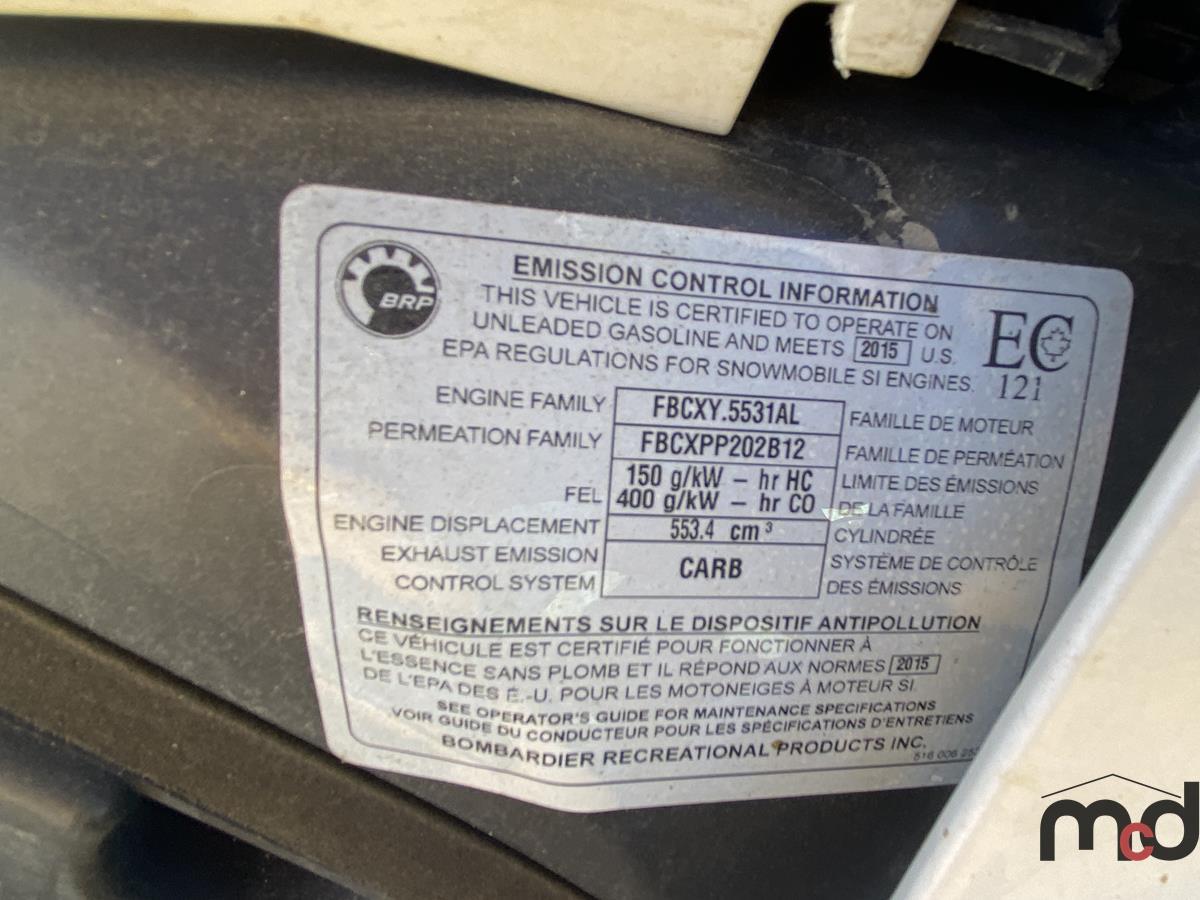 BRP
EMISSION CONTROL INFORMATION
THIS VEHICLE IS CERTIFIED TO OPERATE ON
UNLEADED GASOLINE AND MEETS 2015 U.S.
EPA REGULATIONS FOR SNOWMOBILE SI ENGINES.
EC
121
ENGINE FAMILY FBCXY.5531AL FAMILLE DE MOTEUR
PERMEATION FAMILY FBCXPP202B12 FAMILLE DE PERMÉATION
FEL 150 g/kW – hr HC LIMITE DES ÉMISSIONS
400 g/kW – hr CO DE LA FAMILLE
ENGINE DISPLACEMENT 553.4 cm³ CYLINDRÉE
EXHAUST EMISSION CARB SYSTÈME DE CONTRÔLE
CONTROL SYSTEM DES ÉMISSIONS
RENSEIGNEMENTS SUR LE DISPOSITIF ANTIPOLLUTION
CE VÉHICULE EST CERTIFIÉ POUR FONCTIONNER À
L'ESSENCE SANS PLOMB ET IL RÉPOND AUX NORMES 2015
DE L'EPA DES É.-U. POUR LES MOTONEIGES À MOTEUR SI.
SEE OPERATOR'S GUIDE FOR MAINTENANCE SPECIFICATIONS
VOIR GUIDE DU CONDUCTEUR POUR LES SPÉCIFICATIONS D'ENTRETIENS
BOMBARDIER RECREATIONAL PRODUCTS INC.
516 006
mcd